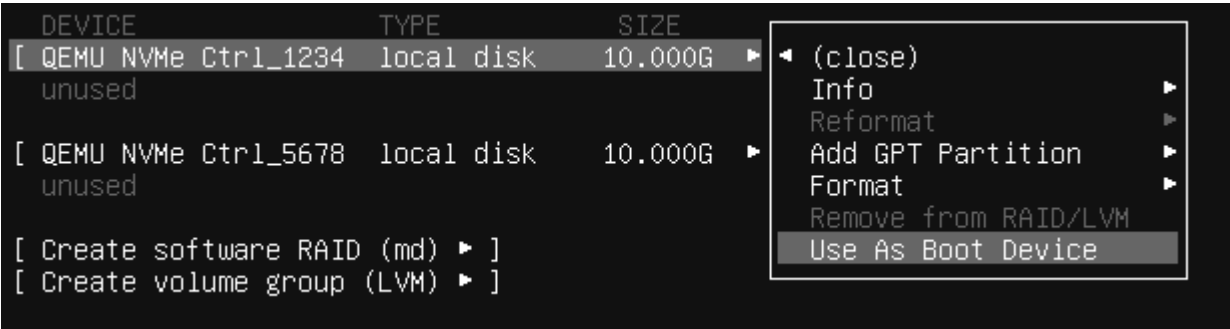 DEVICE TYPE SIZE
[ QEMU NVMe Ctrl_1234 local disk 10.000G ▸
unused
[ QEMU NVMe Ctrl_5678 local disk 10.000G ▸
unused
[ Create software RAID (md) ▸ ]
[ Create volume group (LVM) ▸ ]
◂ (close)
Info ▸
Reformat ▸
Add GPT Partition ▸
Format ▸
Remove from RAID/LVM
Use As Boot Device